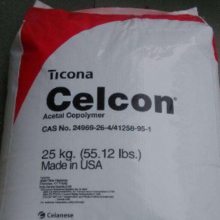 Ticona
Celcon®
Acetal Copolymer
CAS No. 24969-26-4/41258-95-1
25 kg. (55.12 lbs.)
Made in USA
Celanese